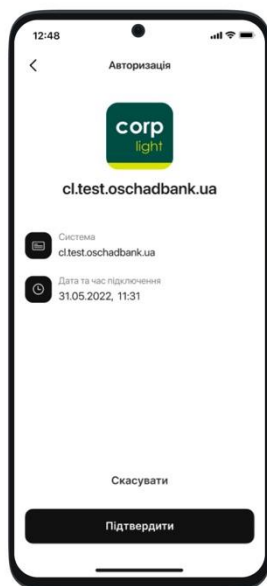 12:48
Авторизація
corp
light
cl.test.oschadbank.ua
Система
cl.test.oschadbank.ua
Дата та час підключення
31.05.2022, 11:31
Скасувати
Підтвердити